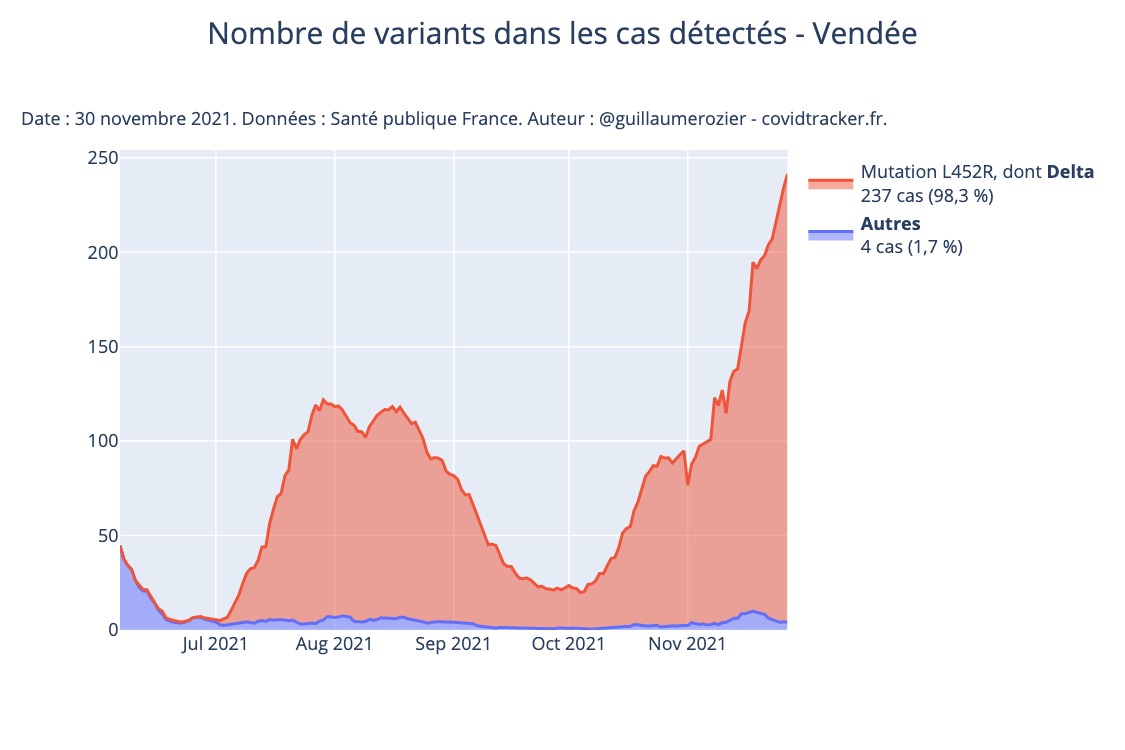 Nombre de variants dans les cas détectés - Vendée
Date : 30 novembre 2021. Données : Santé publique France. Auteur : @guillaumerozier - covidtracker.fr.
250
200
150
100
50
0
Jul 2021
Aug 2021
Sep 2021
Oct 2021
Nov 2021
Mutation L452R, dont Delta
237 cas (98,3 %)
Autres
4 cas (1,7 %)